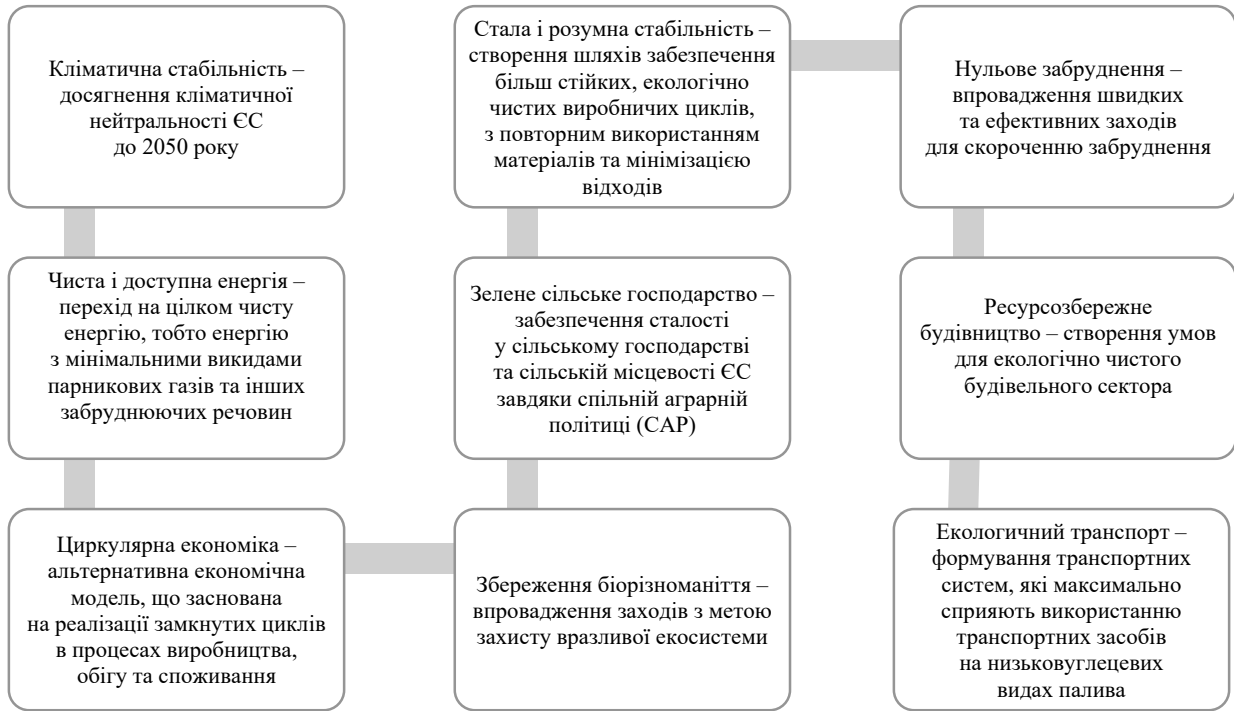 Кліматична стабільність –
досягнення кліматичної
нейтральності ЄС
до 2050 року
Чиста і доступна енергія –
перехід на цілком чисту
енергію, тобто енергію
з мінімальними викидами
парникових газів та інших
забруднюючих речовин
Циркулярна економіка –
альтернативна економічна
модель, що заснована
на реалізації замкнутих циклів
в процесах виробництва,
обігу та споживання
Збереження біорізноманіття –
впровадження заходів з метою
захисту вразливої екосистеми
Зелене сільське господарство –
забезпечення сталості
у сільському господарстві
та сільській місцевості ЄС
завдяки спільній аграрній
політиці (САР)
Стала і розумна стабільність –
створення шляхів забезпечення
більш стійких, екологічно
чистих виробничих циклів,
з повторним використанням
матеріалів та мінімізацією
відходів
Нульове забруднення –
впровадження швидких
та ефективних заходів
для скороченню забруднення
Ресурсозбережне
будівництво – створення умов
для екологічно чистого
будівельного сектора
Екологичний транспорт –
формування транспортних
систем, які максимально
сприяють використанню
транспортних засобів
на низьковуглецевих
видах палива